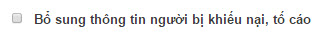 Bổ sung thông tin người bị khiếu nại, tố cáo